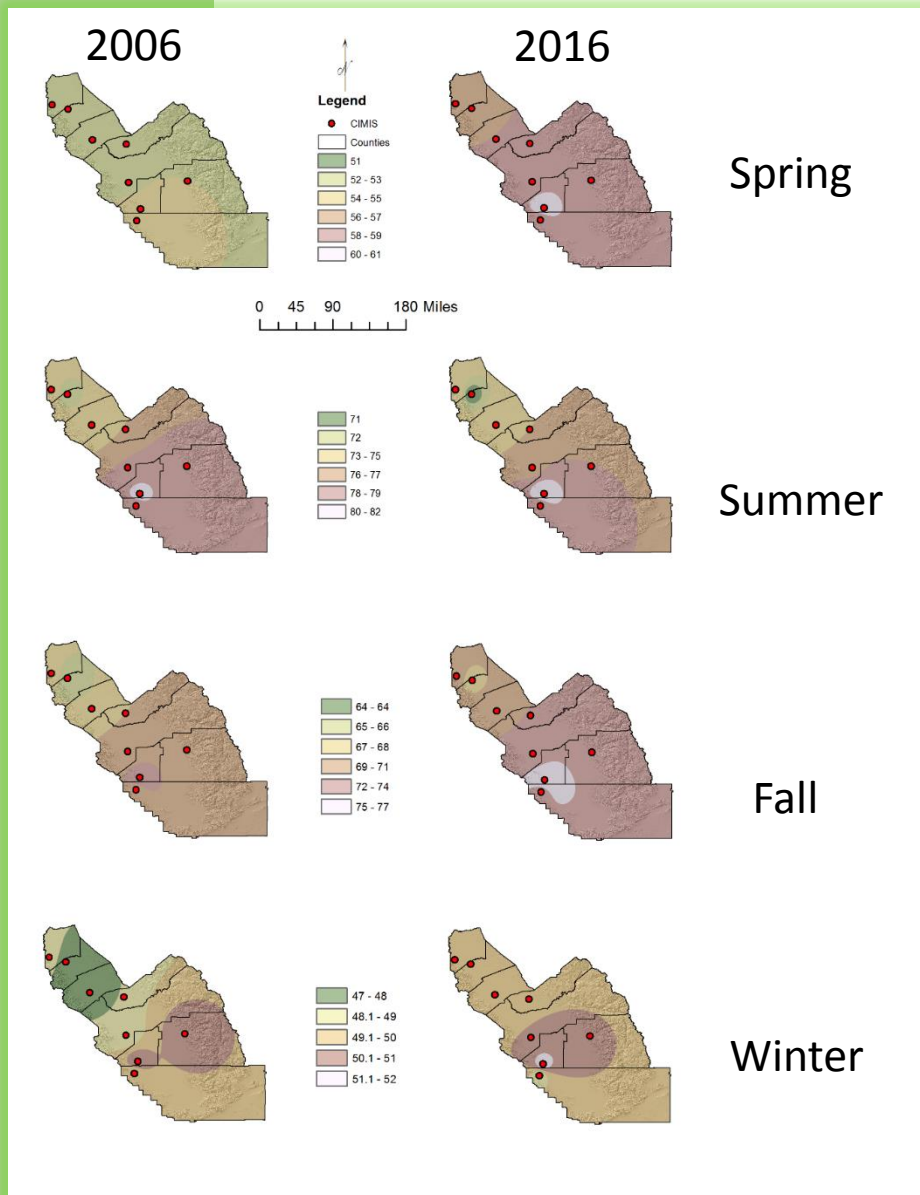 2006
2016
N
Legend
CIMIS
Counties
51
52 - 53
54 - 55
56 - 57
58 - 59
60 - 61
Spring
0 45 90 180 Miles
71
72
73 - 75
76 - 77
78 - 79
80 - 82
Summer
64 - 64
65 - 66
67 - 68
69 - 71
72 - 74
75 - 77
Fall
47 - 48
48.1 - 49
49.1 - 50
50.1 - 51
51.1 - 52
Winter